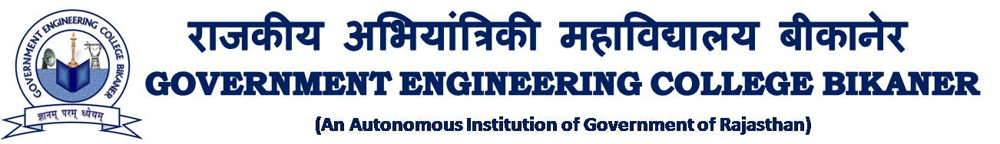 GOVERNMENT ENGINEERING COLLEGE BIKANER
ज्ञानम् परम् ध्येयम्
राजकीय अभियांत्रिकी महाविद्यालय बीकानेर
GOVERNMENT ENGINEERING COLLEGE BIKANER
(An Autonomous Institution of Government of Rajasthan)